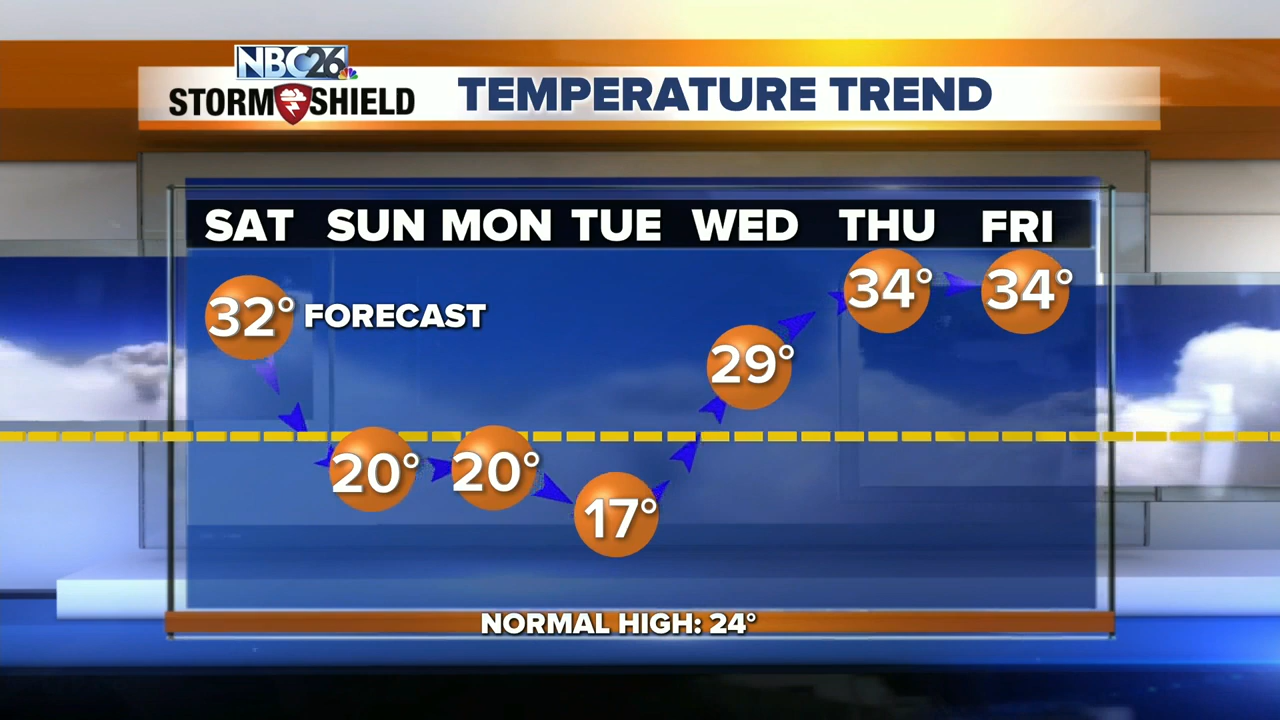 NBC26
STORM SHIELD
TEMPERATURE TREND
SAT SUN MON TUE WED THU FRI
32° FORECAST
20°
20°
17°
29°
34°
34°
NORMAL HIGH: 24°